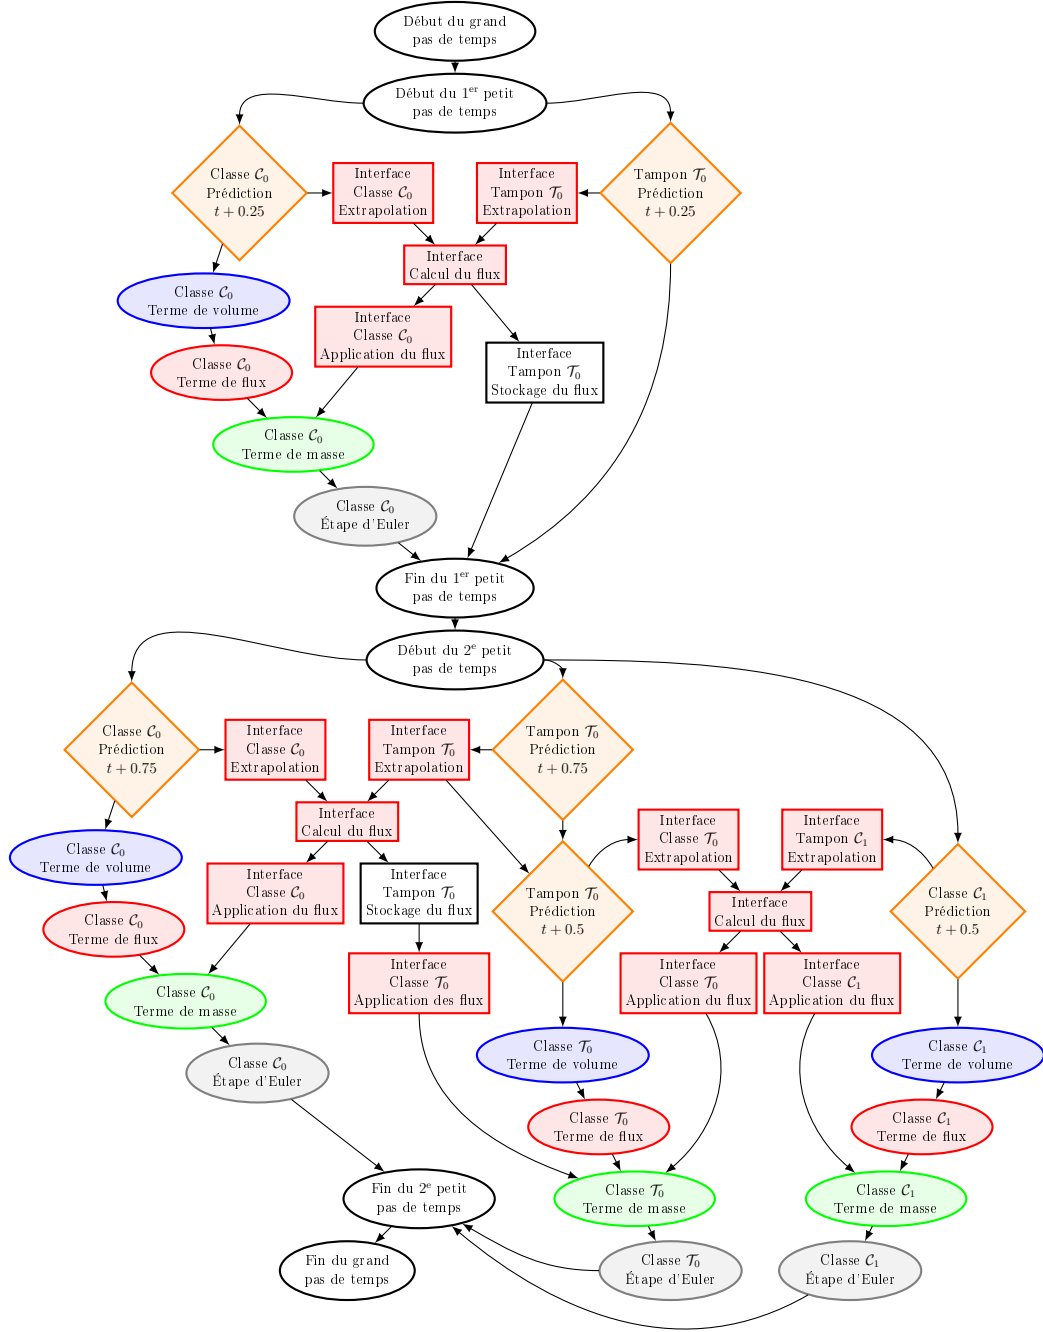 Début du grand
pas de temps
Début du 1er petit
pas de temps
Classe 𝒞0
Prédiction
t + 0.25
Interface
Classe 𝒞0
Extrapolation
Interface
Tampon 𝒯0
Extrapolation
Tampon 𝒯0
Prédiction
t + 0.25
Interface
Calcul du flux
Classe 𝒞0
Terme de volume
Interface
Classe 𝒞0
Application du flux
Interface
Tampon 𝒯0
Stockage du flux
Classe 𝒞0
Terme de flux
Classe 𝒞0
Terme de masse
Classe 𝒞0
Étape d'Euler
Fin du 1er petit
pas de temps
Début du 2e petit
pas de temps
Classe 𝒞0
Prédiction
t + 0.75
Interface
Classe 𝒞0
Extrapolation
Interface
Tampon 𝒯0
Extrapolation
Tampon 𝒯0
Prédiction
t + 0.75
Interface
Calcul du flux
Interface
Classe 𝒯0
Extrapolation
Interface
Tampon 𝒞1
Extrapolation
Classe 𝒞0
Terme de volume
Interface
Classe 𝒞0
Application du flux
Interface
Tampon 𝒯0
Stockage du flux
Tampon 𝒯0
Prédiction
t + 0.5
Interface
Calcul du flux
Classe 𝒞1
Prédiction
t + 0.5
Classe 𝒞0
Terme de flux
Interface
Classe 𝒯0
Application des flux
Interface
Classe 𝒯0
Application du flux
Interface
Classe 𝒞1
Application du flux
Classe 𝒞0
Terme de masse
Classe 𝒯0
Terme de volume
Classe 𝒞1
Terme de volume
Classe 𝒞0
Étape d'Euler
Classe 𝒯0
Terme de flux
Classe 𝒞1
Terme de flux
Fin du 2e petit
pas de temps
Classe 𝒯0
Terme de masse
Classe 𝒞1
Terme de masse
Fin du grand
pas de temps
Classe 𝒯0
Étape d'Euler
Classe 𝒞1
Étape d'Euler